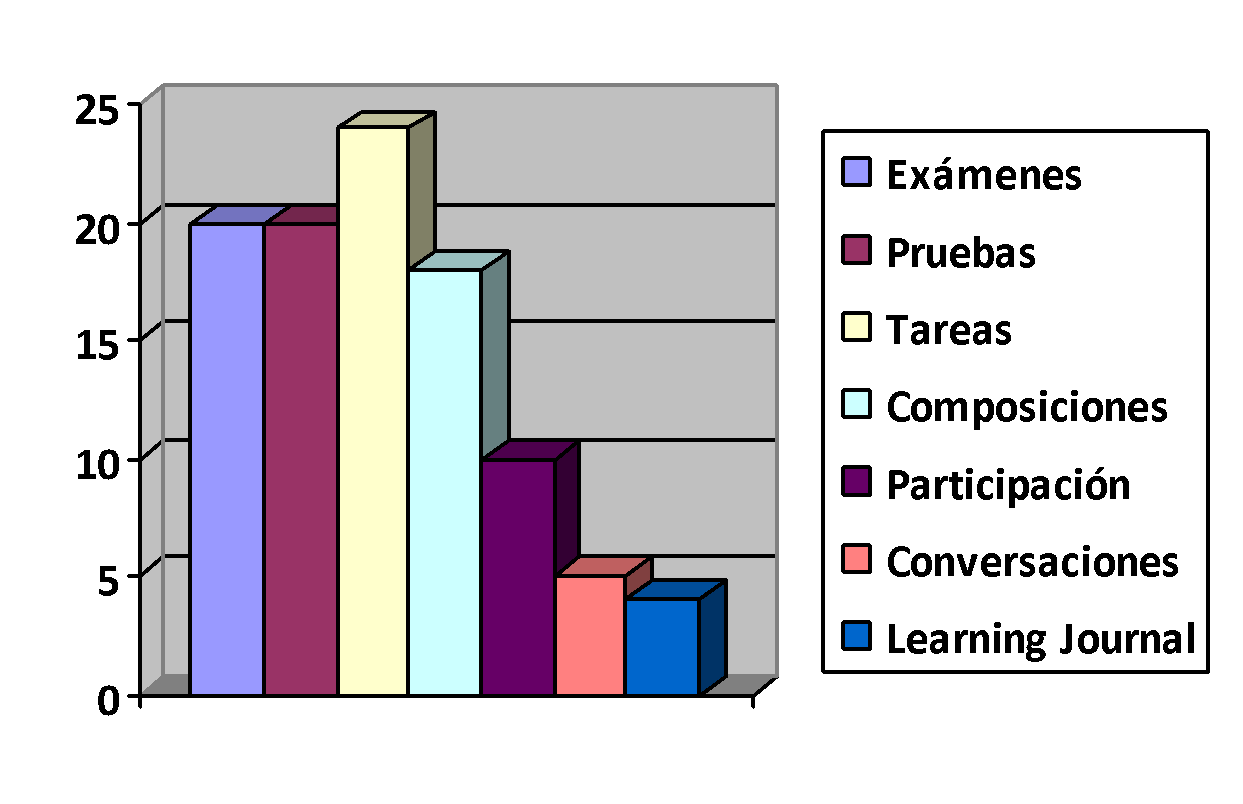 25
20
15
10
5
0
Exámenes
Pruebas
Tareas
Composiciones
Participación
Conversaciones
Learning Journal